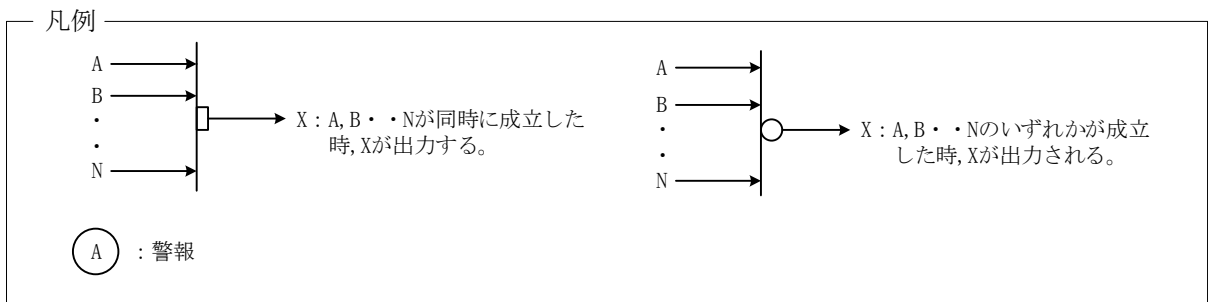 凡例
A
B
・
・
N
X：A,B・・Nが同時に成立した
時,Xが出力する。
A
B
・
・
N
X：A,B・・Nのいずれかが成立
した時,Xが出力される。
A ：警報